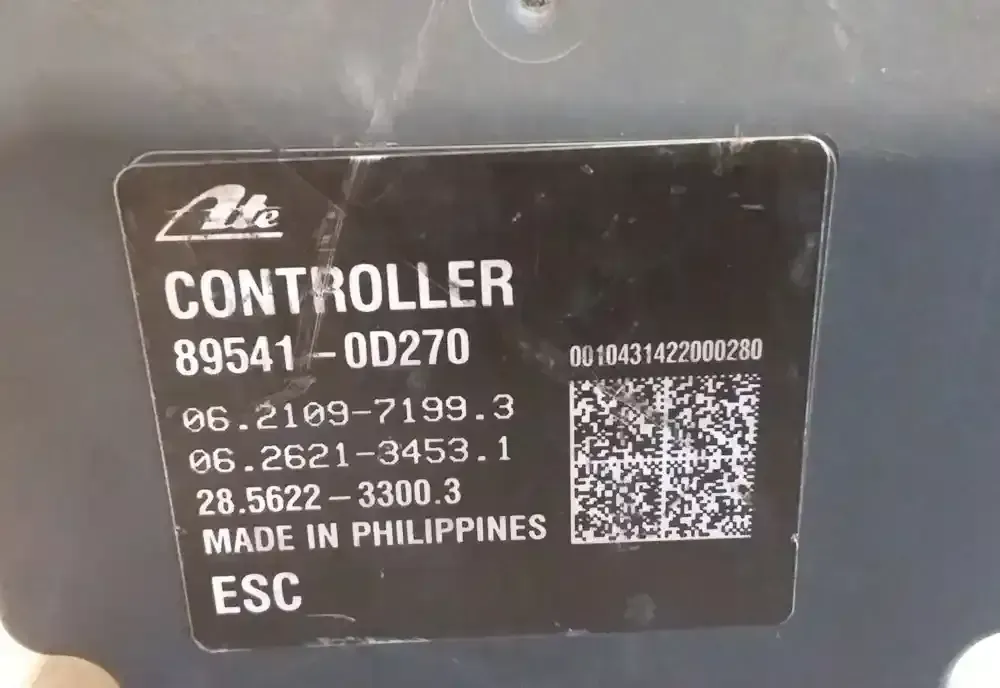 Ate
CONTROLLER
89541-0D270
0010431422000280
06.2109-7199.3
06.2621-3453.1
28.5622-3300.3
MADE IN PHILIPPINES
ESC